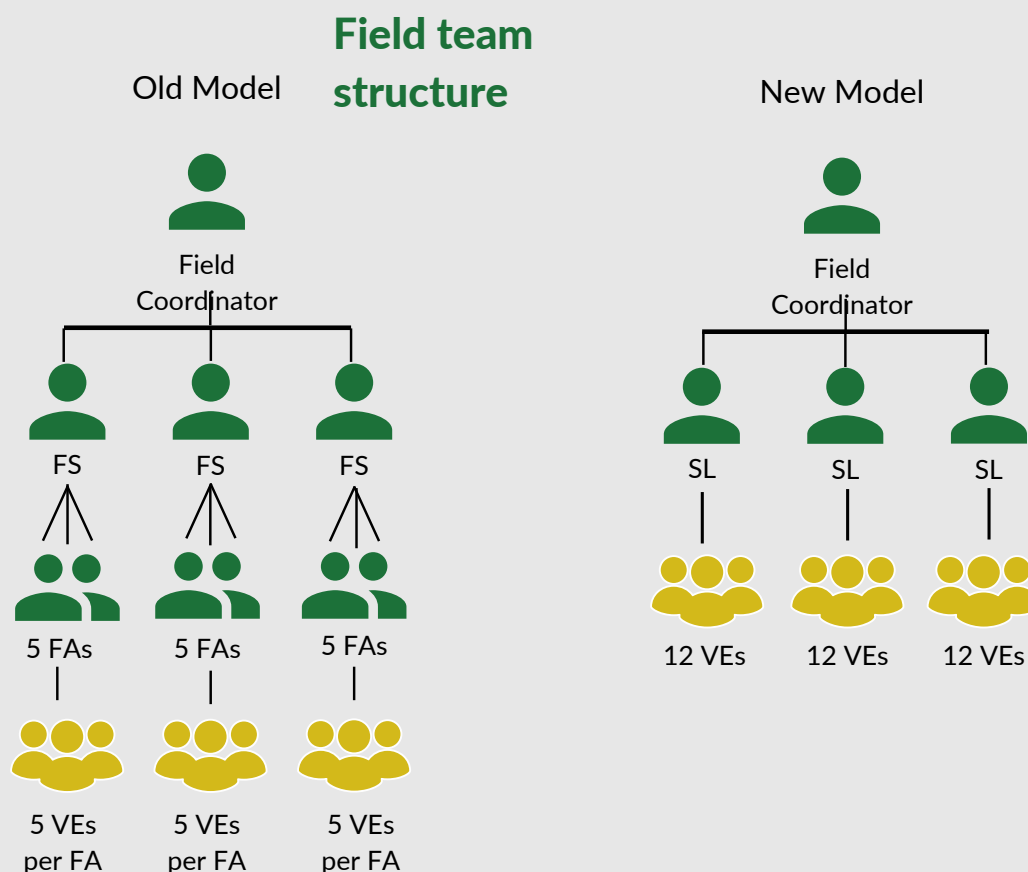 Field team
structure
Old Model
Field
Coordinator
FS
FS
FS
5 FAs
5 FAs
5 FAs
5 VEs
per FA
5 VEs
per FA
5 VEs
per FA
New Model
Field
Coordinator
SL
SL
SL
12 VEs
12 VEs
12 VEs